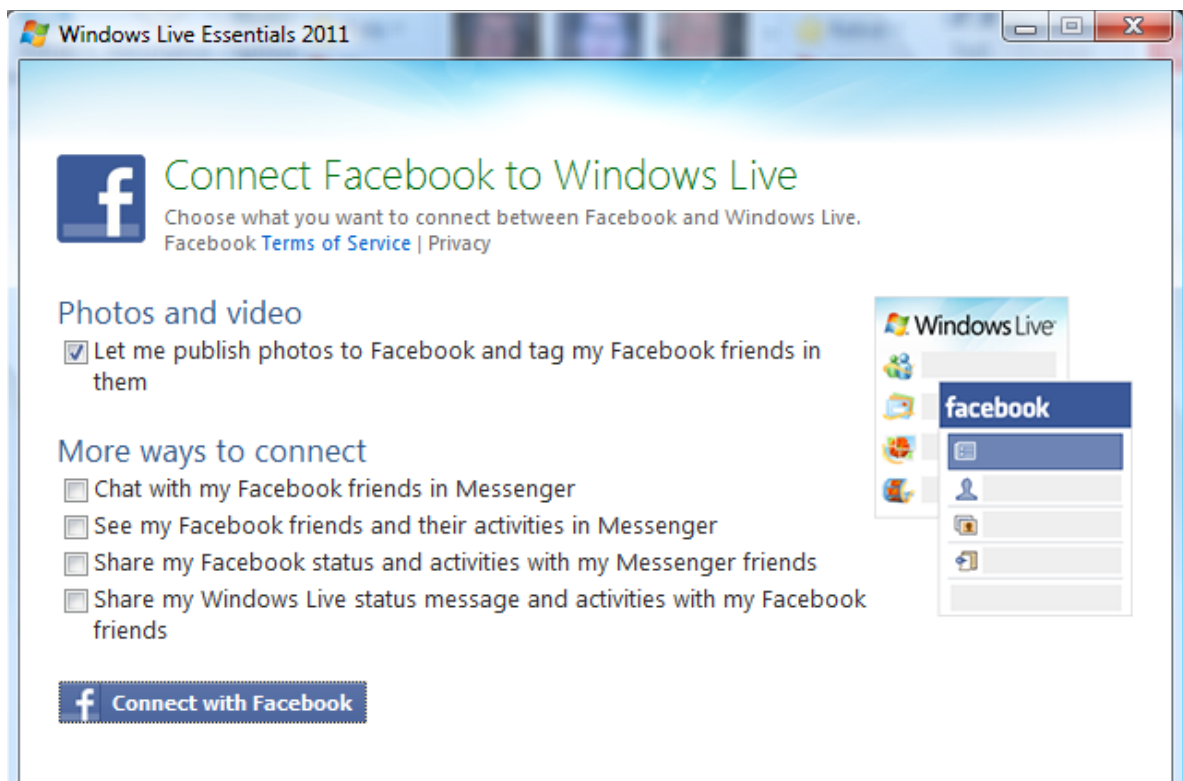 Windows Live Essentials 2011
Connect Facebook to Windows Live
Choose what you want to connect between Facebook and Windows Live.
Facebook Terms of Service | Privacy
Photos and video
Let me publish photos to Facebook and tag my Facebook friends in
them
More ways to connect
Chat with my Facebook friends in Messenger
See my Facebook friends and their activities in Messenger
Share my Facebook status and activities with my Messenger friends
Share my Windows Live status message and activities with my Facebook
friends
Windows Live
facebook
Connect with Facebook